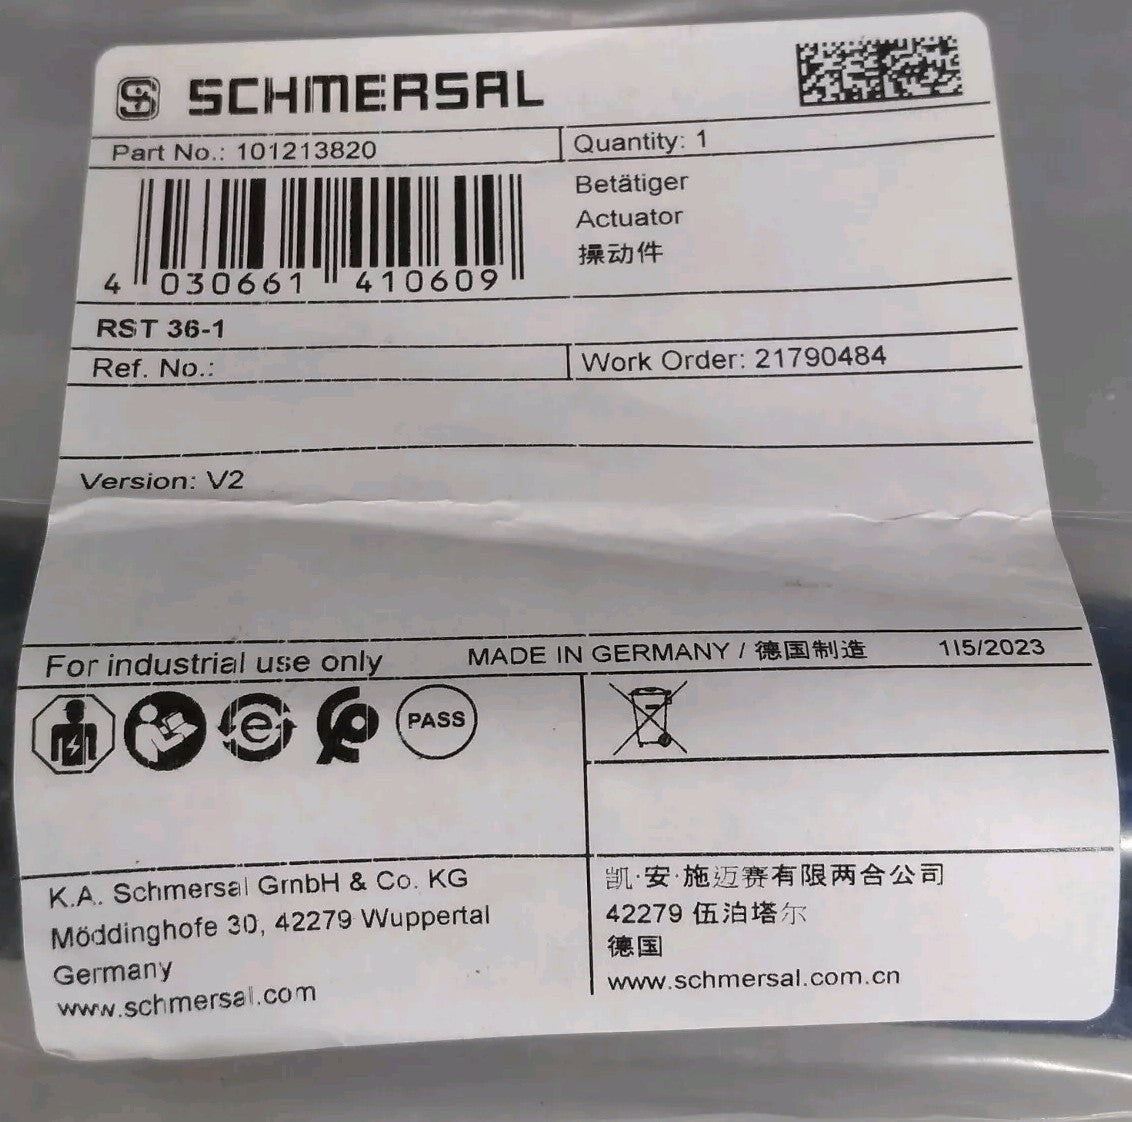 SCHMERSAL
Part No.: 101213820
Quantity: 1
4 030661 410609
Betätiger
Actuator
操动件
RST 36-1
Ref. No.:
Work Order: 21790484
Version: V2
For industrial use only
MADE IN GERMANY / 德国制造
1I5/2023
PASS
K.A. Schmersal GmbH & Co. KG
Möddinghofe 30, 42279 Wuppertal
Germany
www.schmersal.com
凯·安·施迈赛有限两合公司
42279 伍泊塔尔
德国
www.schmersal.com.cn